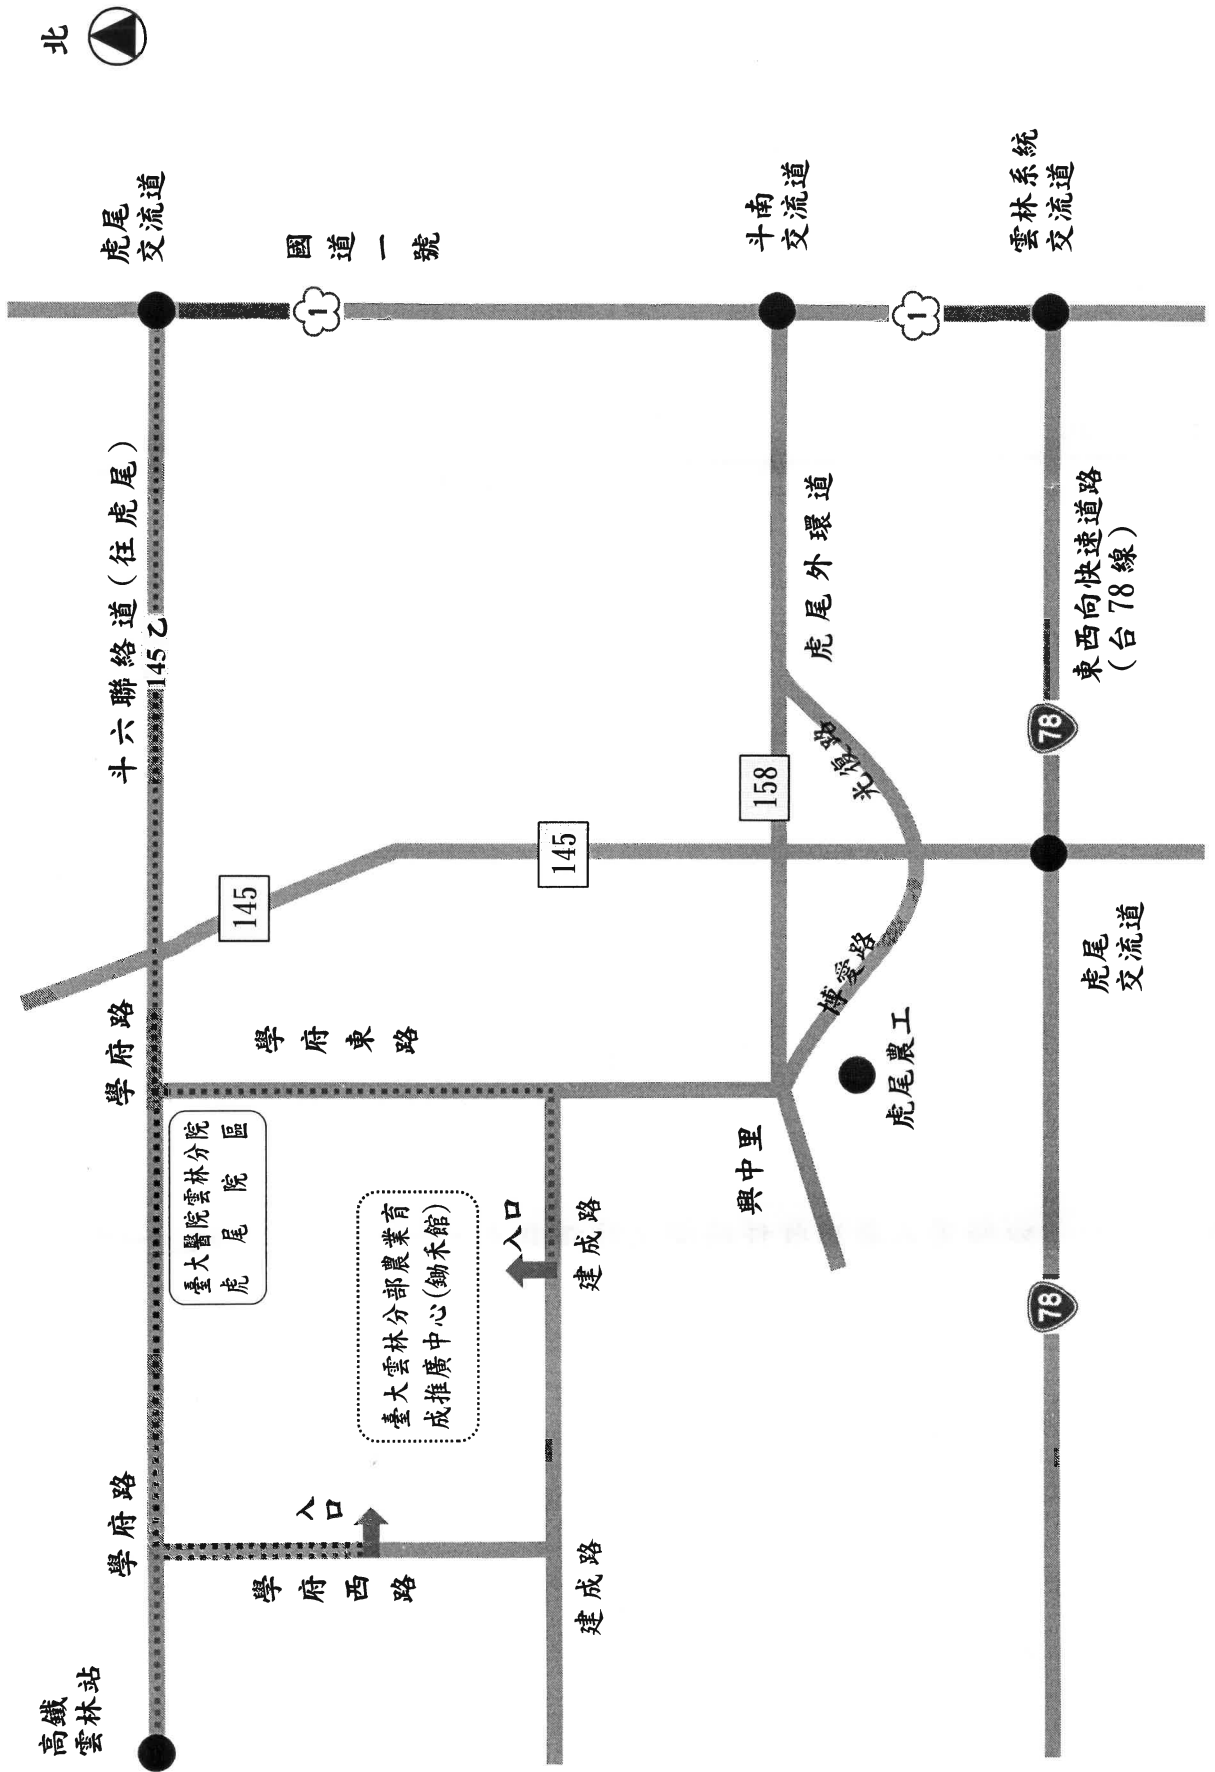 北
高鐵
雲林站
學府路
學府路
斗六聯絡道(往虎尾)
145乙
虎尾
交流道
國道一號
1
學府西路
入口
臺大醫院雲林分院
虎尾院區
學府東路
145
145
臺大雲林分部農業育
成推廣中心(鋤禾館)
入口
建成路
建成路
興中里
158
虎尾外環道
斗南
交流道
博愛路
光復路
虎尾農工
1
雲林系統
交流道
78
78
虎尾
交流道
東西向快速道路
(台78線)